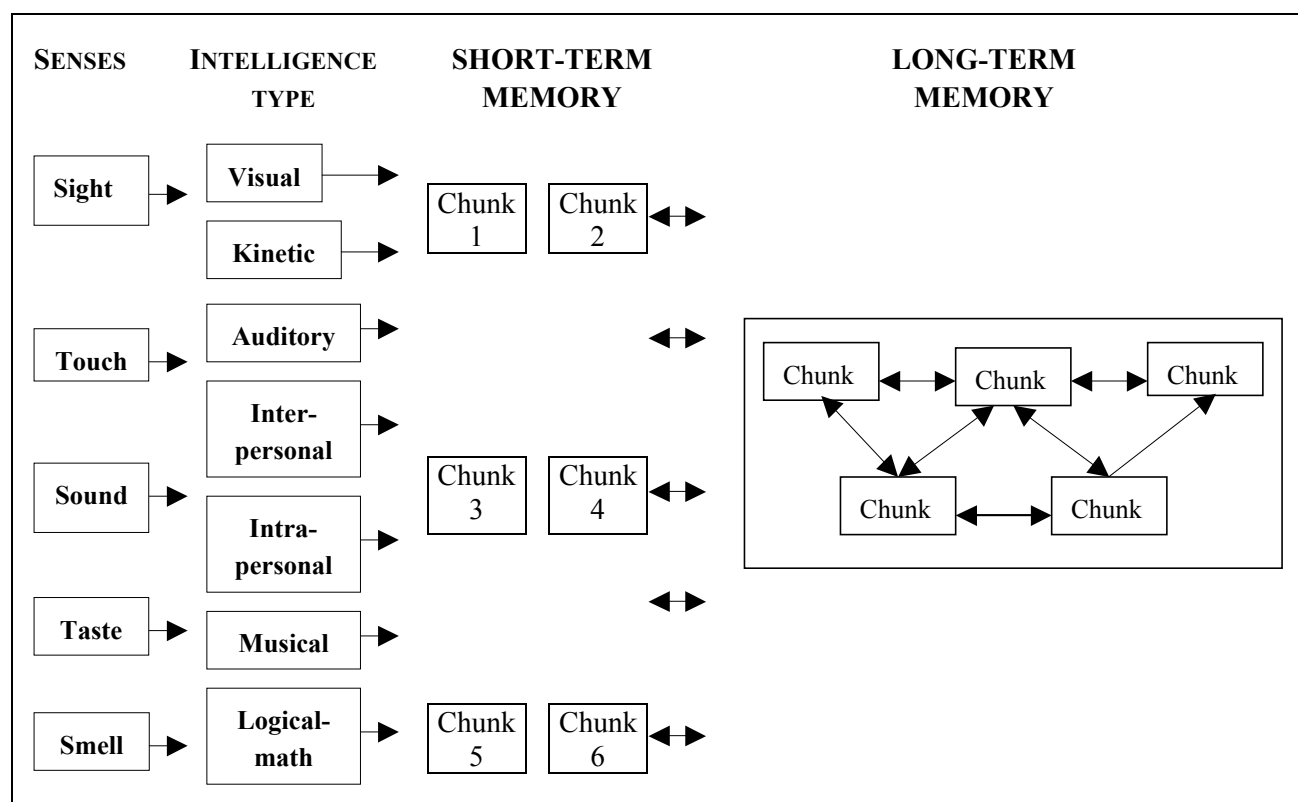 SENSES
INTELLIGENCE
TYPE
SHORT-TERM
MEMORY
LONG-TERM
MEMORY
Sight
Touch
Sound
Taste
Smell
Visual
Kinetic
Auditory
Inter-
personal
Intra-
personal
Musical
Logical-
math
Chunk
1
Chunk
2
Chunk
3
Chunk
4
Chunk
5
Chunk
6
Chunk
Chunk
Chunk
Chunk
Chunk